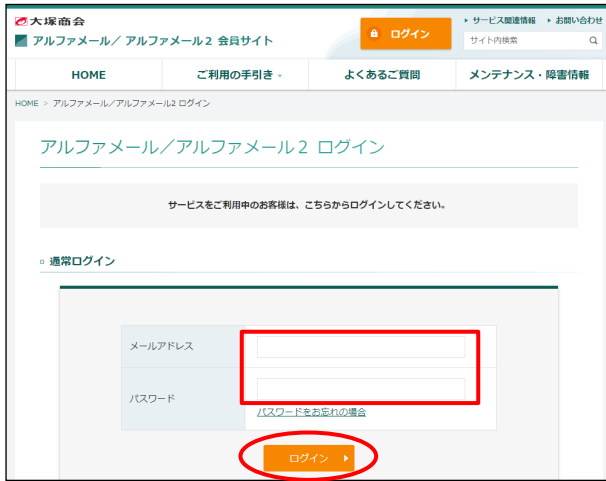 大塚商会
アルファメール／ アルファメール２ 会員サイト
ログイン
サービス関連情報 お問い合わせ
サイト内検索
HOME ご利用の手引き よくあるご質問 メンテナンス・障害情報
HOME > アルファメール／アルファメール2 ログイン
アルファメール／アルファメール２ ログイン
サービスをご利用中のお客様は、こちらからログインしてください。
通常ログイン
メールアドレス
パスワード
パスワードをお忘れの場合
ログイン